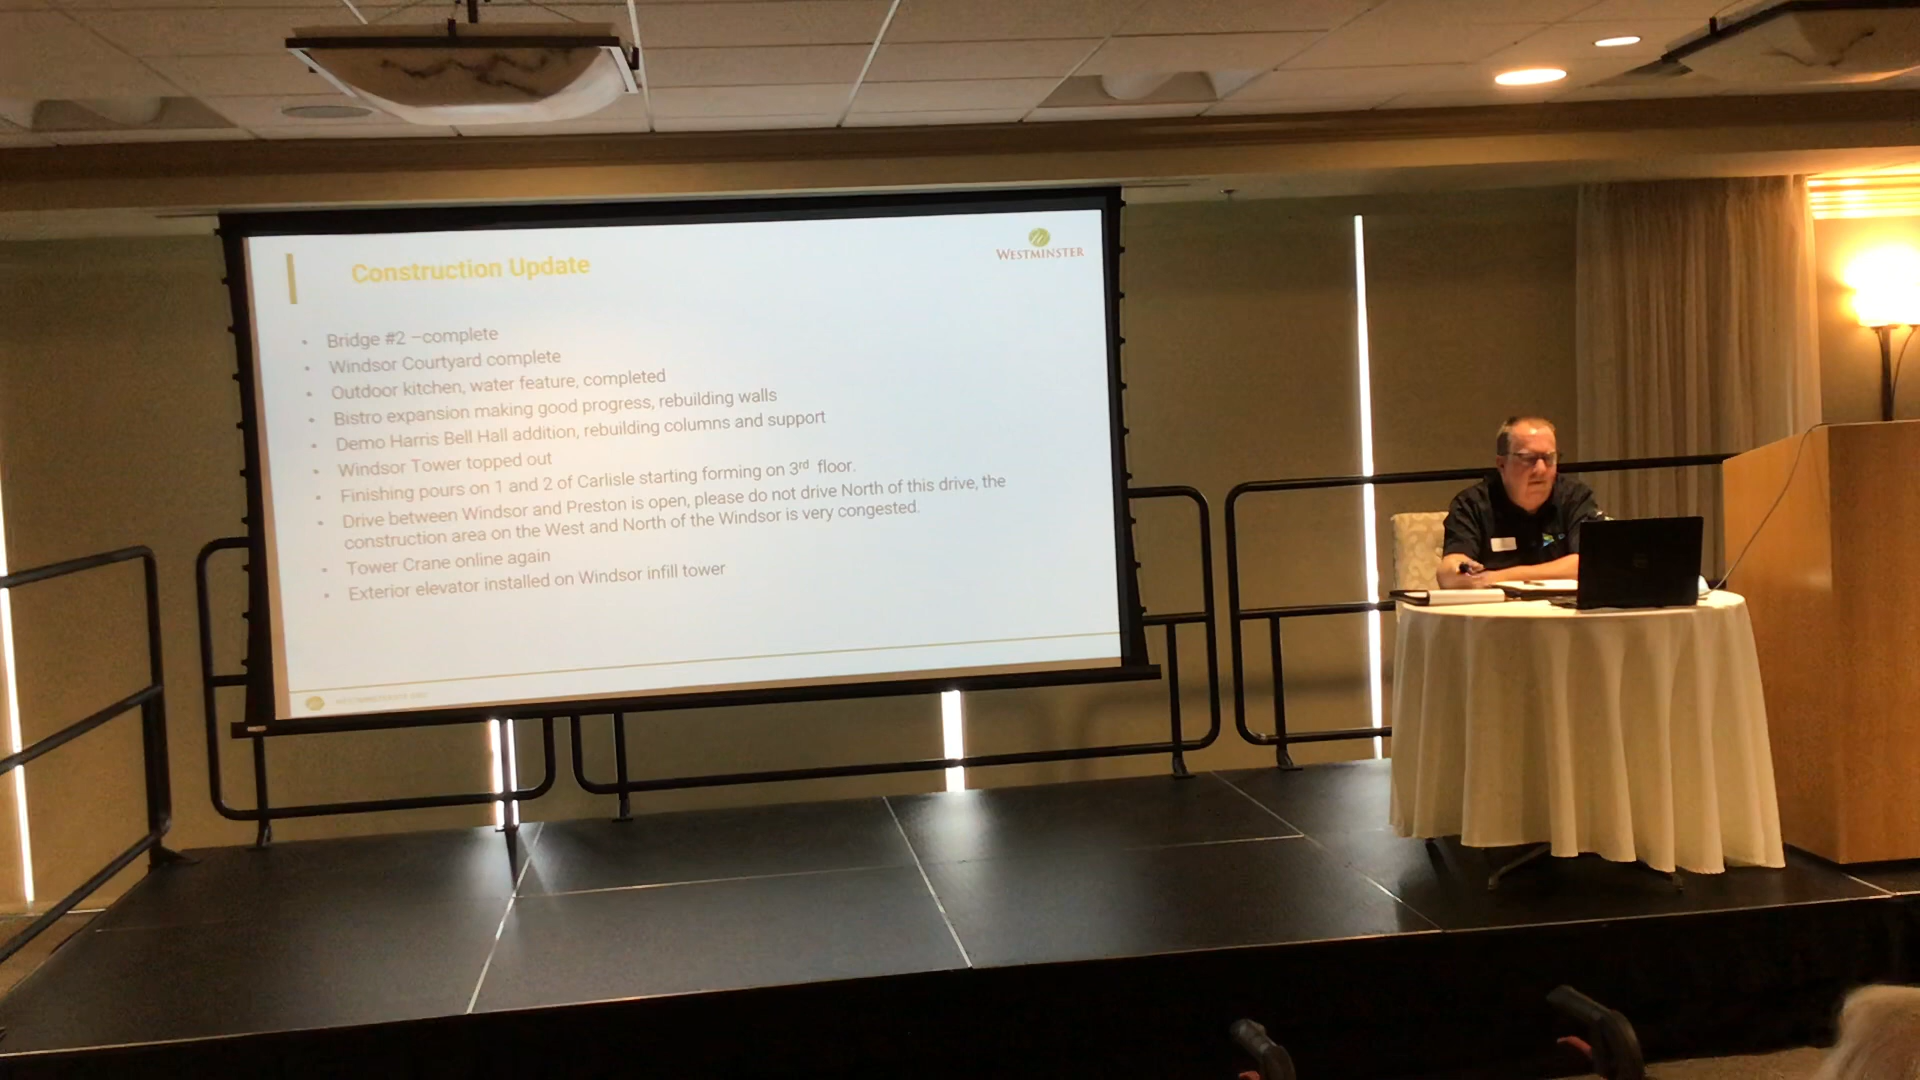 Construction Update
WESTMINSTER
• Bridge #2 –complete
• Windsor Courtyard complete
• Outdoor kitchen, water feature, completed
• Bistro expansion making good progress, rebuilding walls
• Demo Harris Bell Hall addition, rebuilding columns and support
• Windsor Tower topped out
• Finishing pours on 1 and 2 of Carlisle starting forming on 3rd floor.
• Drive between Windsor and Preston is open, please do not drive North of this drive, the
construction area on the West and North of the Windsor is very congested.
• Tower Crane online again
• Exterior elevator installed on Windsor infill tower